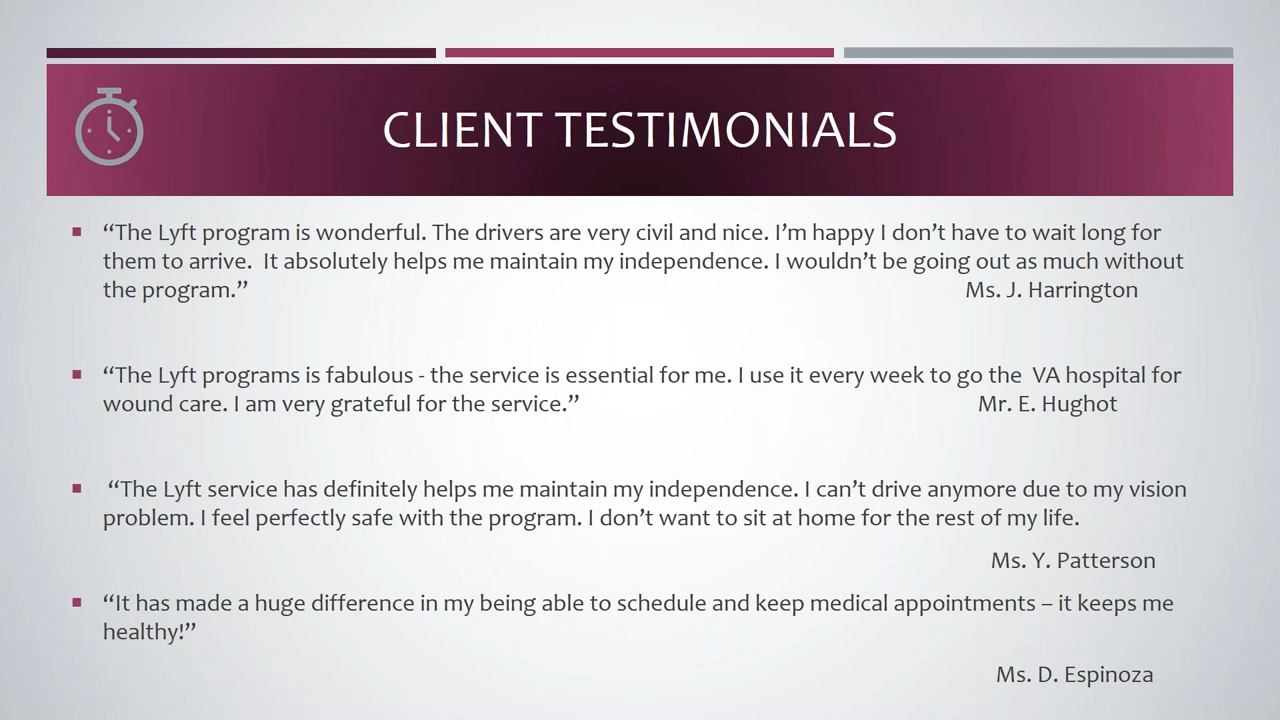 CLIENT TESTIMONIALS
“The Lyft program is wonderful. The drivers are very civil and nice. I’m happy I don’t have to wait long for
them to arrive.  It absolutely helps me maintain my independence. I wouldn’t be going out as much without
the program.” Ms. J. Harrington
“The Lyft programs is fabulous - the service is essential for me. I use it every week to go the  VA hospital for
wound care. I am very grateful for the service.” Mr. E. Hughot
“The Lyft service has definitely helps me maintain my independence. I can’t drive anymore due to my vision
problem. I feel perfectly safe with the program. I don’t want to sit at home for the rest of my life.
Ms. Y. Patterson
“It has made a huge difference in my being able to schedule and keep medical appointments – it keeps me
healthy!”
Ms. D. Espinoza